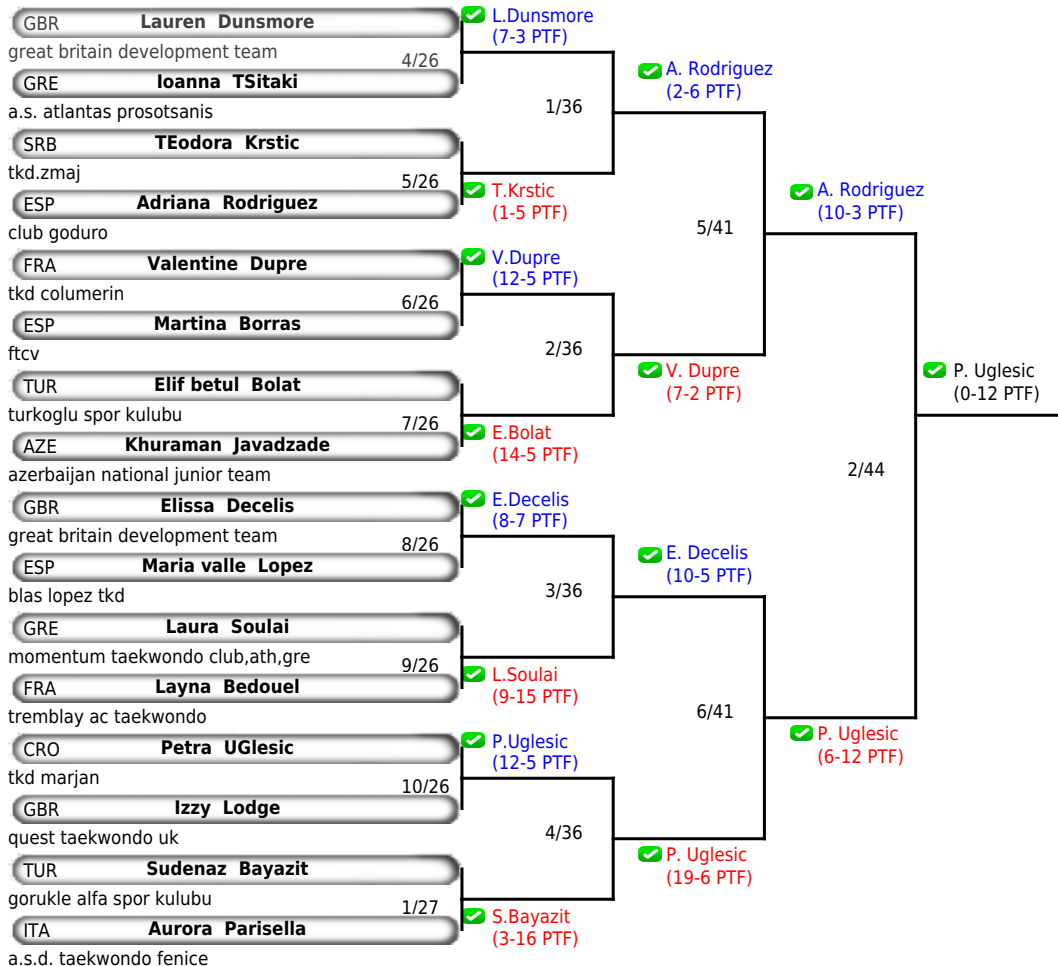 GBR Lauren Dunsmore
great britain development team
4/26
GRE Ioanna TSitaki
a.s. atlantas prosotsanis
SRB TEodora Krstic
tkd.zmaj
5/26
ESP Adriana Rodriguez
club goduro
FRA Valentine Dupre
tkd columerin
6/26
ESP Martina Borras
ftcv
TUR Elif betul Bolat
turkoglu spor kulubu
7/26
AZE Khuraman Javadzade
azerbaijan national junior team
GBR Elissa Decelis
great britain development team
8/26
ESP Maria valle Lopez
blas lopez tkd
GRE Laura Soulai
momentum taekwondo club,ath,gre
9/26
FRA Layna Bedouel
tremblay ac taekwondo
CRO Petra UGlesic
tkd marjan
10/26
GBR Izzy Lodge
quest taekwondo uk
TUR Sudenaz Bayazit
gorukle alfa spor kulubu
1/27
ITA Aurora Parisella
a.s.d. taekwondo fenice
L.Dunsmore
(7-3 PTF)
1/36
T.Krstic
(1-5 PTF)
V.Dupre
(12-5 PTF)
2/36
E.Bolat
(14-5 PTF)
E.Decelis
(8-7 PTF)
3/36
L.Soulai
(9-15 PTF)
P.Uglesic
(12-5 PTF)
4/36
S.Bayazit
(3-16 PTF)
A. Rodriguez
(2-6 PTF)
5/41
V. Dupre
(7-2 PTF)
E. Decelis
(10-5 PTF)
6/41
P. Uglesic
(19-6 PTF)
A. Rodriguez
(10-3 PTF)
2/44
P. Uglesic
(6-12 PTF)
P. Uglesic
(0-12 PTF)